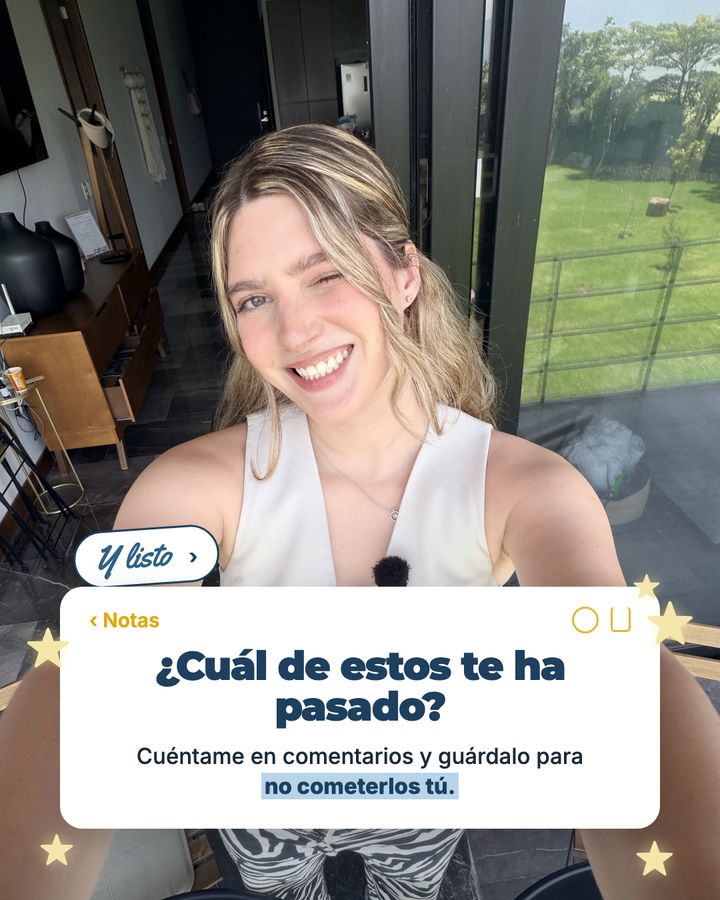 Y listo ›
‹ Notas
¿Cuál de estos te ha
pasado?
Cuéntame en comentarios y guárdalo para
no cometerlos tú.